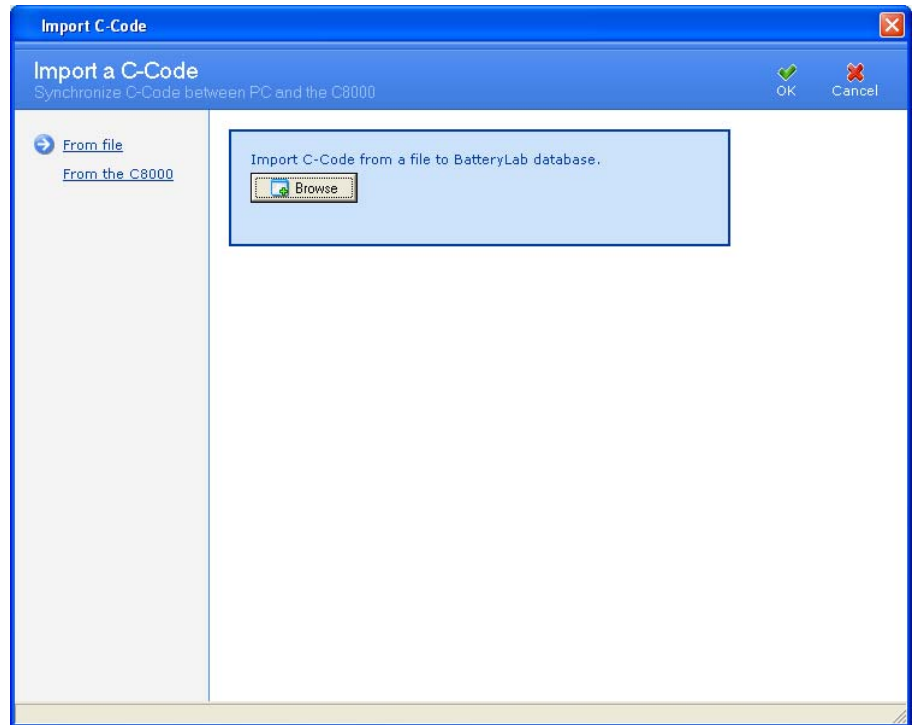 Import C-Code
Import a C-Code
Synchronize C-Code between PC and the C8000
OK
Cancel
From file
From the C8000
Import C-Code from a file to BatteryLab database.
Browse